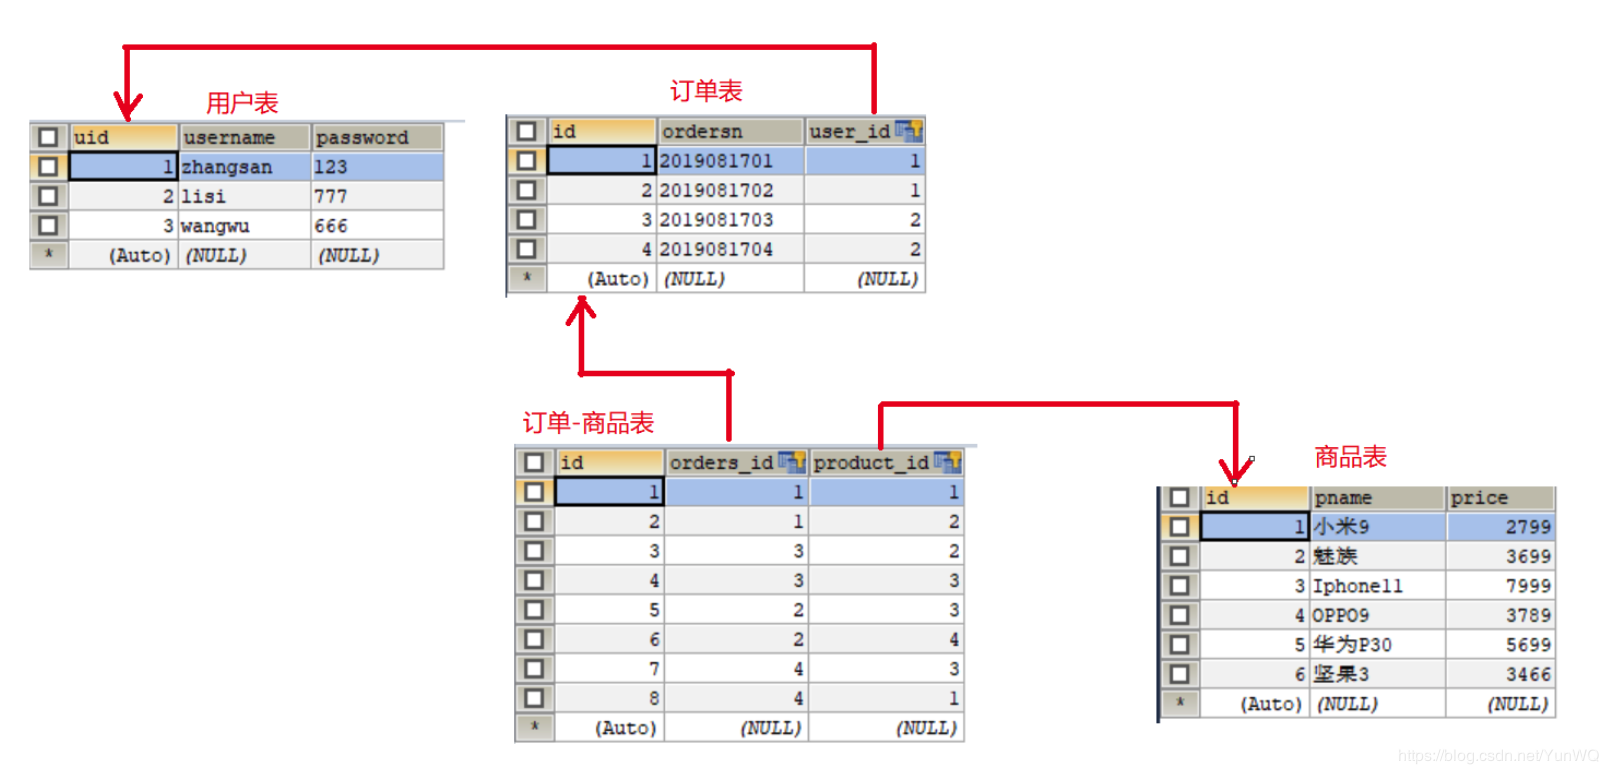 用户表
uid username password
1 zhangsan 123
2 lisi 777
3 wangwu 666
* (Auto) (NULL) (NULL)
订单表
id ordersn user_id
1 2019081701 1
2 2019081702 1
3 2019081703 2
4 2019081704 2
* (Auto) (NULL) (NULL)
订单-商品表
id orders_id product_id
1 1 1
2 1 2
3 3 2
4 3 3
5 2 3
6 2 4
7 4 3
8 4 1
* (Auto) (NULL) (NULL)
商品表
id pname price
1 小米9 2799
2 魅族 3699
3 Iphone11 7999
4 OPPO9 3789
5 华为P30 5699
6 坚果3 3466
* (Auto) (NULL) (NULL)
https://blog.csdn.net/YunWQ